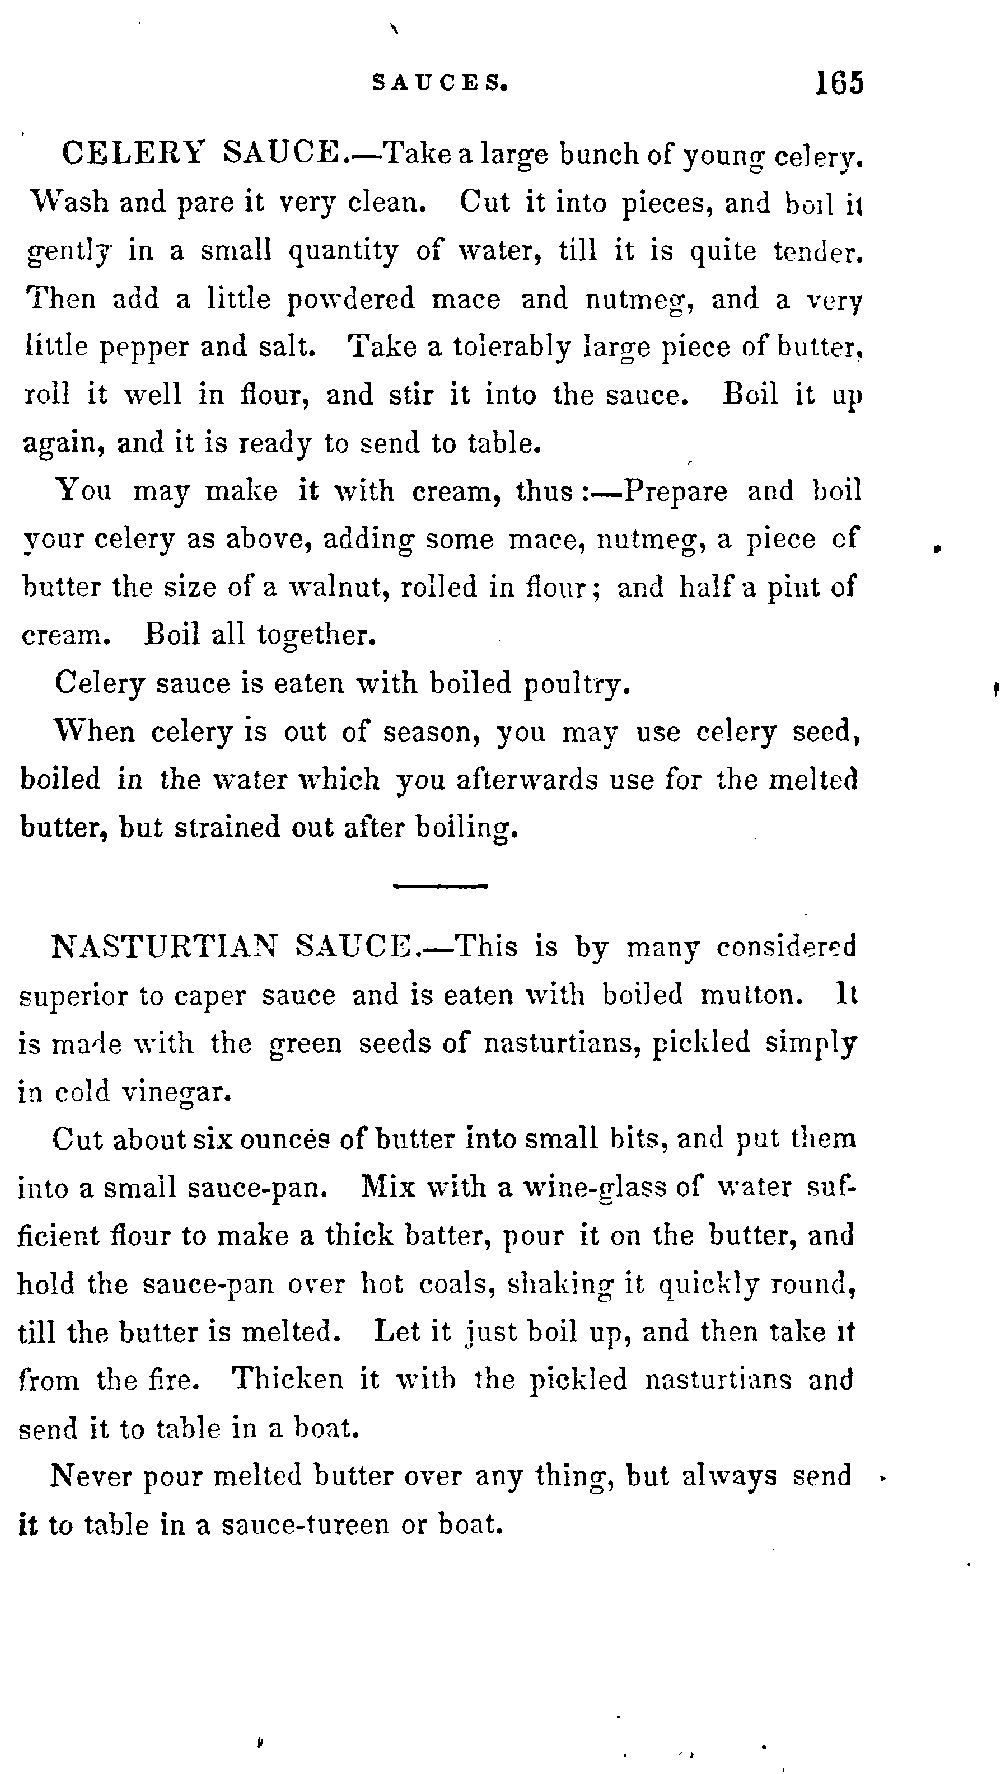 SAUCES. 165
CELERY SAUCE.—Take a large bunch of young celery.
Wash and pare it very clean. Cut it into pieces, and boil it
gently in a small quantity of water, till it is quite tender.
Then add a little powdered mace and nutmeg, and a very
little pepper and salt. Take a tolerably large piece of butter,
roll it well in flour, and stir it into the sauce. Boil it up
again, and it is ready to send to table.
You may make it with cream, thus:—Prepare and boil
your celery as above, adding some mace, nutmeg, a piece of
butter the size of a walnut, rolled in flour; and half a pint of
cream. Boil all together.
Celery sauce is eaten with boiled poultry.
When celery is out of season, you may use celery seed,
boiled in the water which you afterwards use for the melted
butter, but strained out after boiling.
NASTURTIAN SAUCE.—This is by many considered
superior to caper sauce and is eaten with boiled mutton. It
is made with the green seeds of nasturtians, pickled simply
in cold vinegar.
Cut about six ounces of butter into small bits, and put them
into a small sauce-pan. Mix with a wine-glass of water suf-
ficient flour to make a thick batter, pour it on the butter, and
hold the sauce-pan over hot coals, shaking it quickly round,
till the butter is melted. Let it just boil up, and then take it
from the fire. Thicken it with the pickled nasturtians and
send it to table in a boat.
Never pour melted butter over any thing, but always send
it to table in a sauce-tureen or boat.